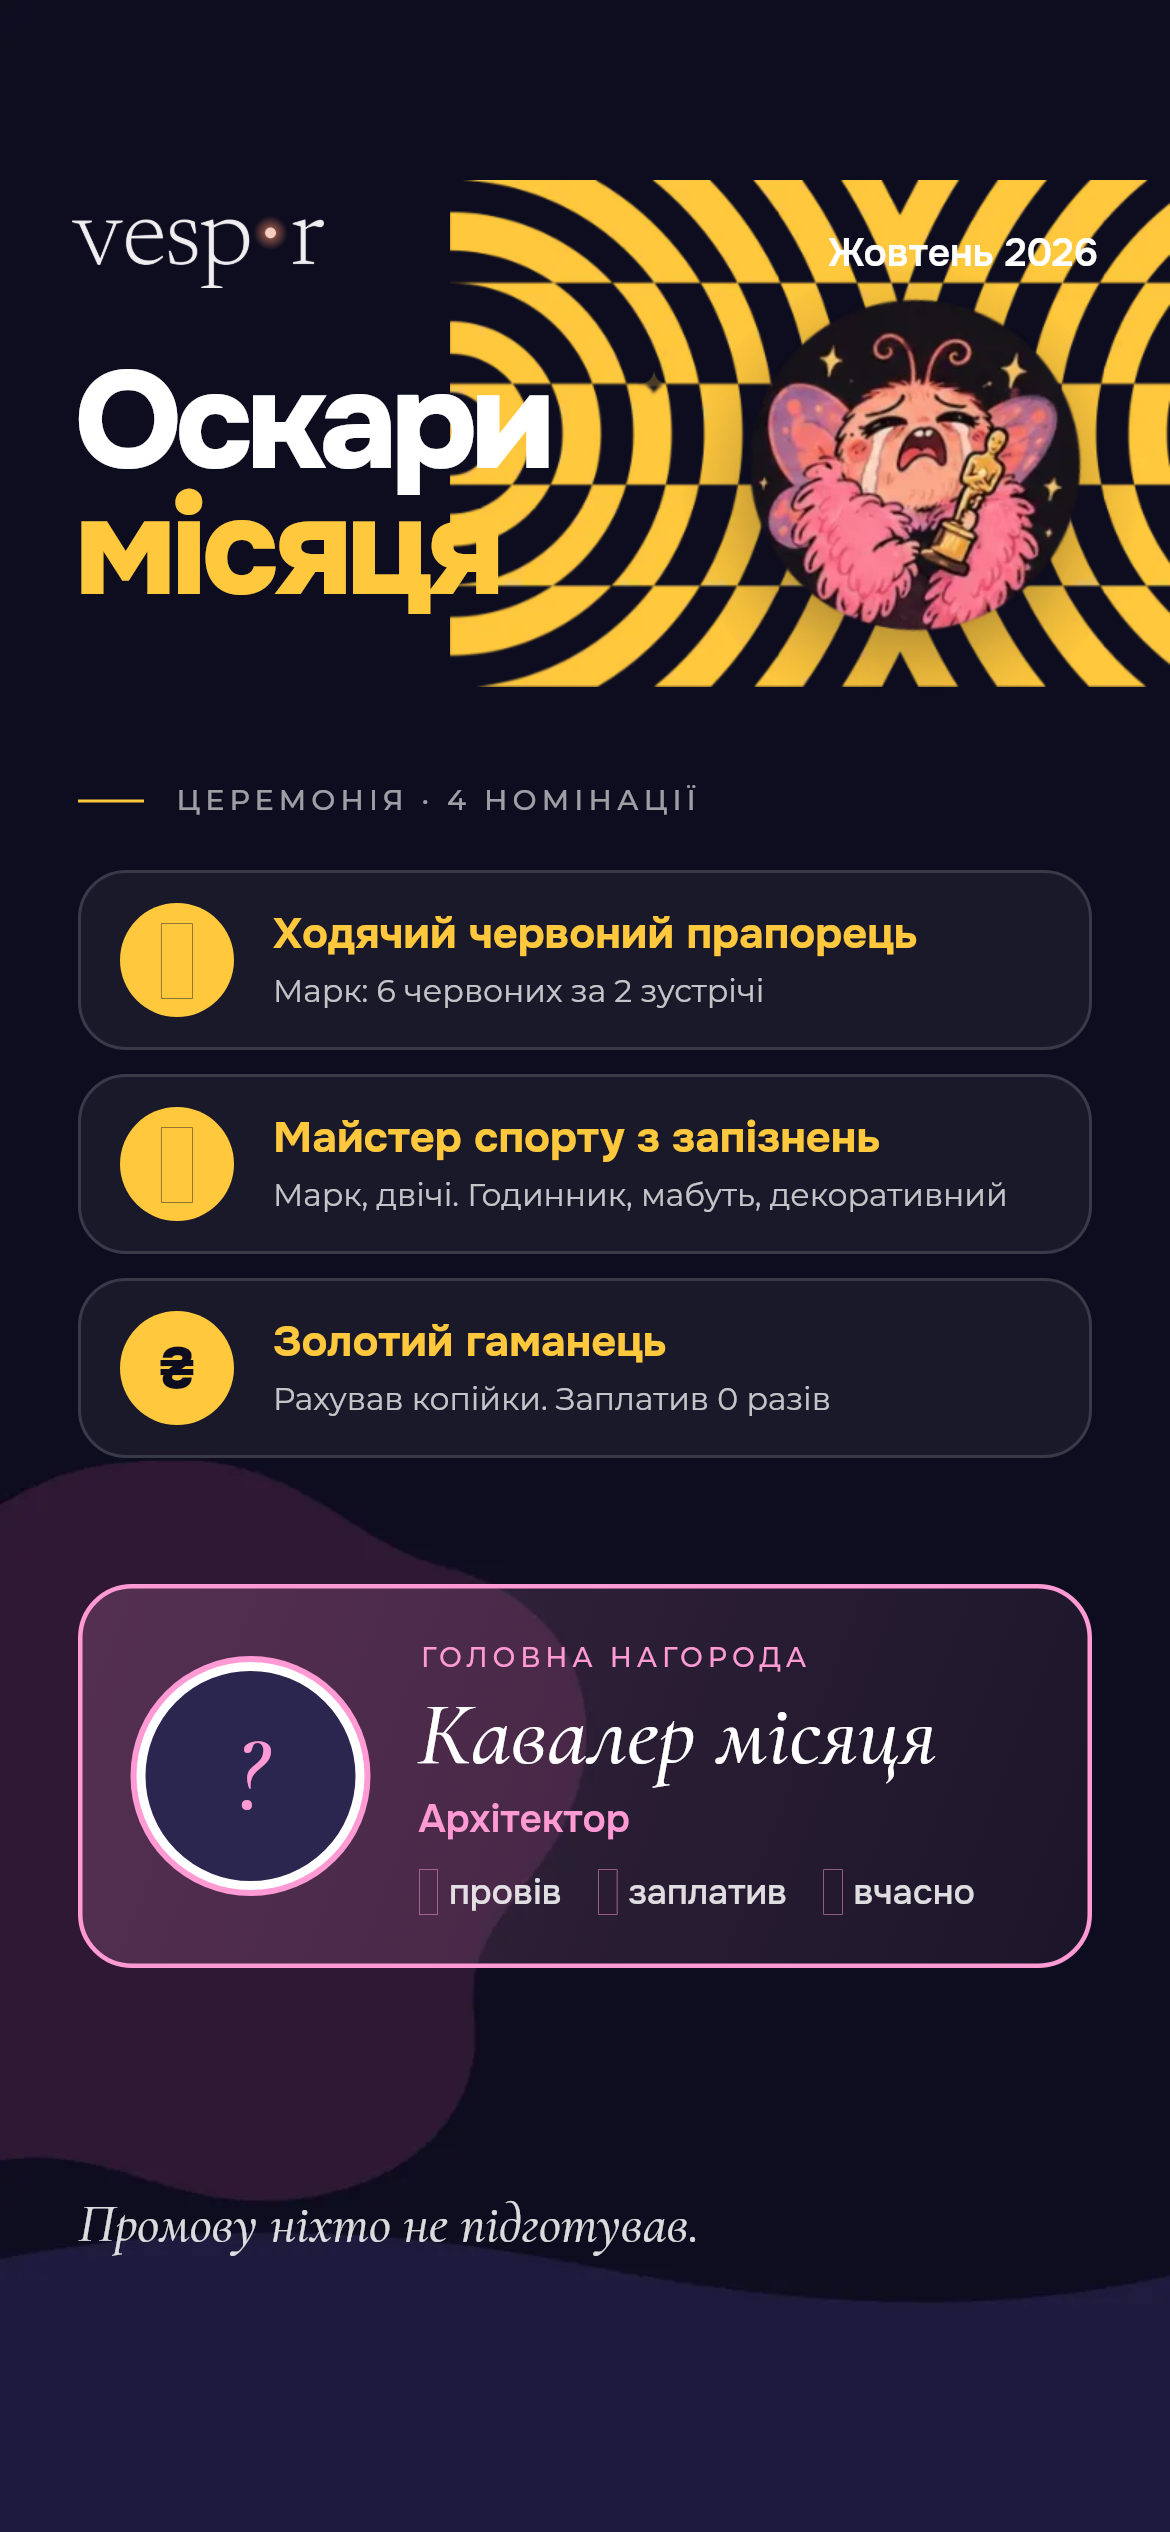 vesp•r
Жовтень 2026
Оскари
місяця
ЦЕРЕМОНІЯ · 4 НОМІНАЦІЇ
Ходячий червоний прапорець
Марк: 6 червоних за 2 зустрічі
Майстер спорту з запізнень
Марк, двічі. Годинник, мабуть, декоративний
₴
Золотий гаманець
Рахував копійки. Заплатив 0 разів
ГОЛОВНА НАГОРОДА
?
Кавалер місяця
Архітектор
провів заплатив вчасно
Промову ніхто не підготував.